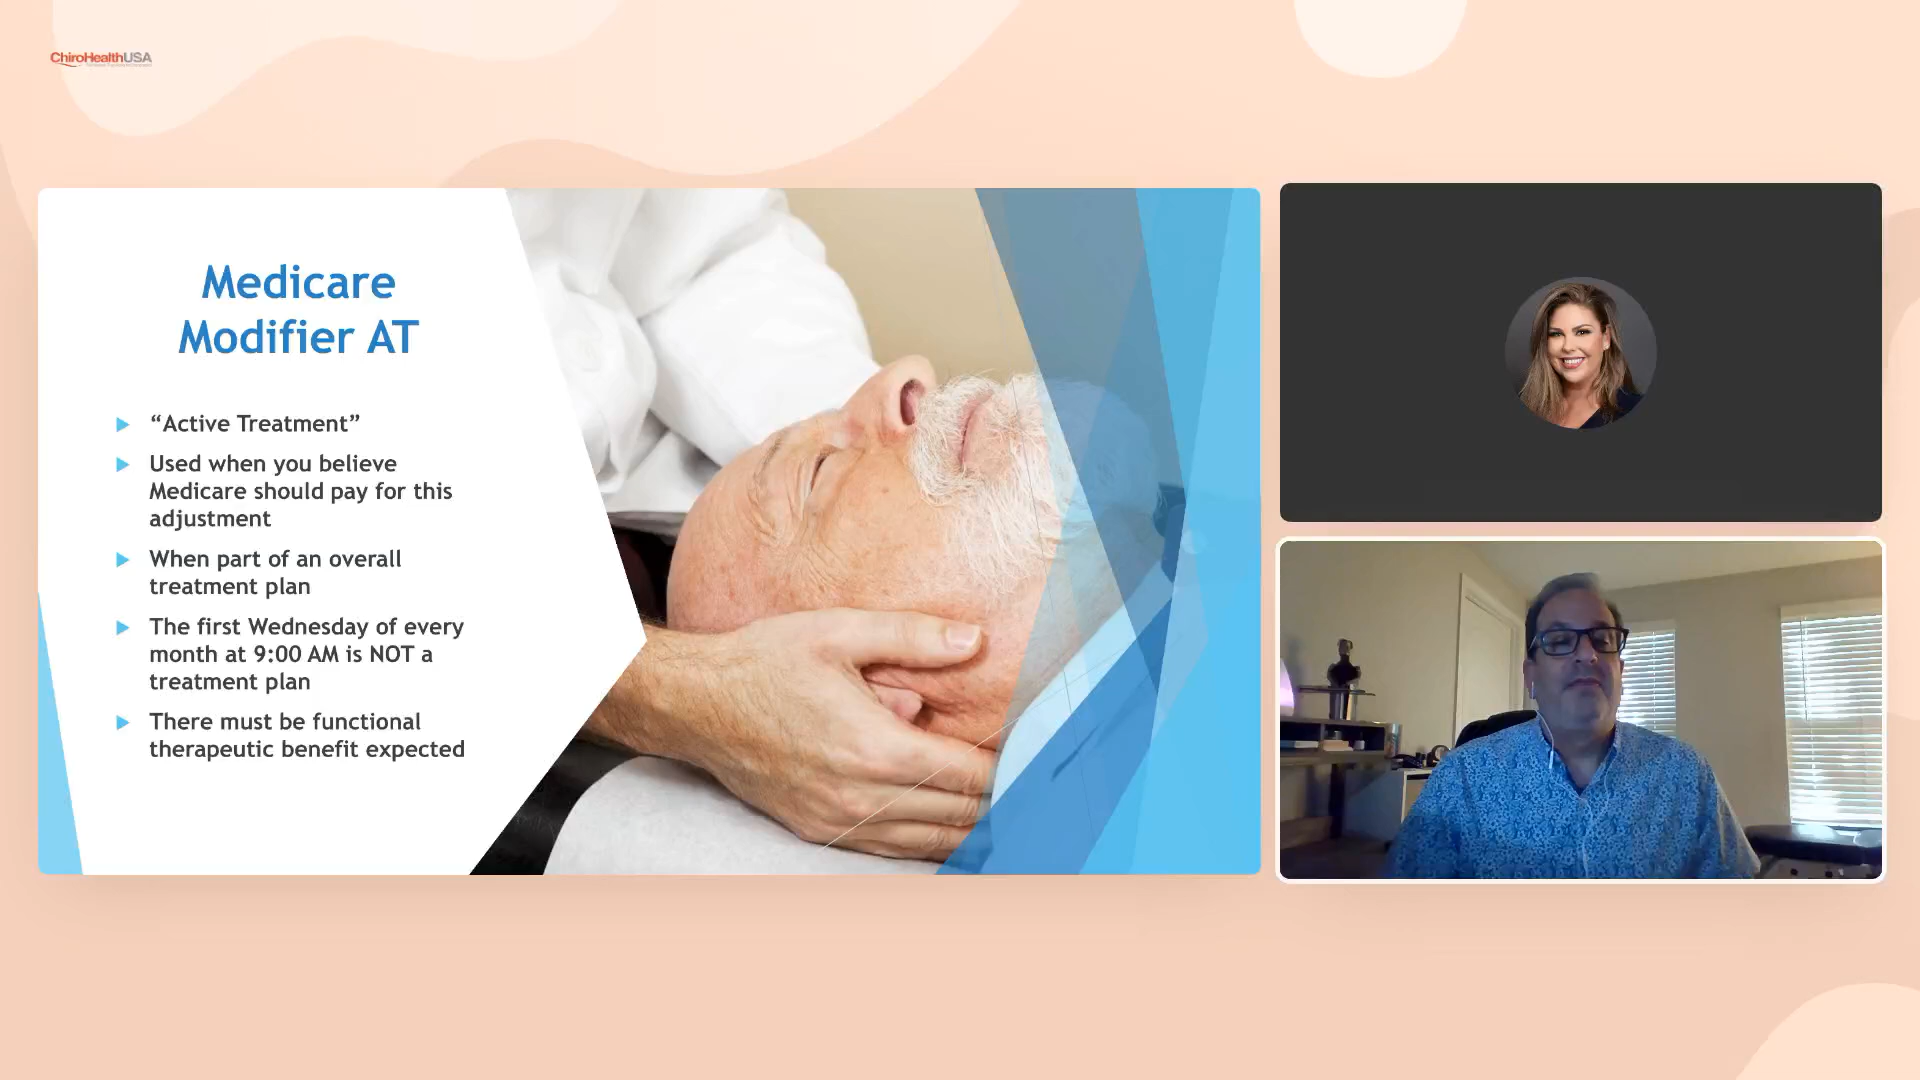 ChiroHealthUSA
Medicare
Modifier AT
“Active Treatment”
Used when you believe
Medicare should pay for this
adjustment
When part of an overall
treatment plan
The first Wednesday of every
month at 9:00 AM is NOT a
treatment plan
There must be functional
therapeutic benefit expected